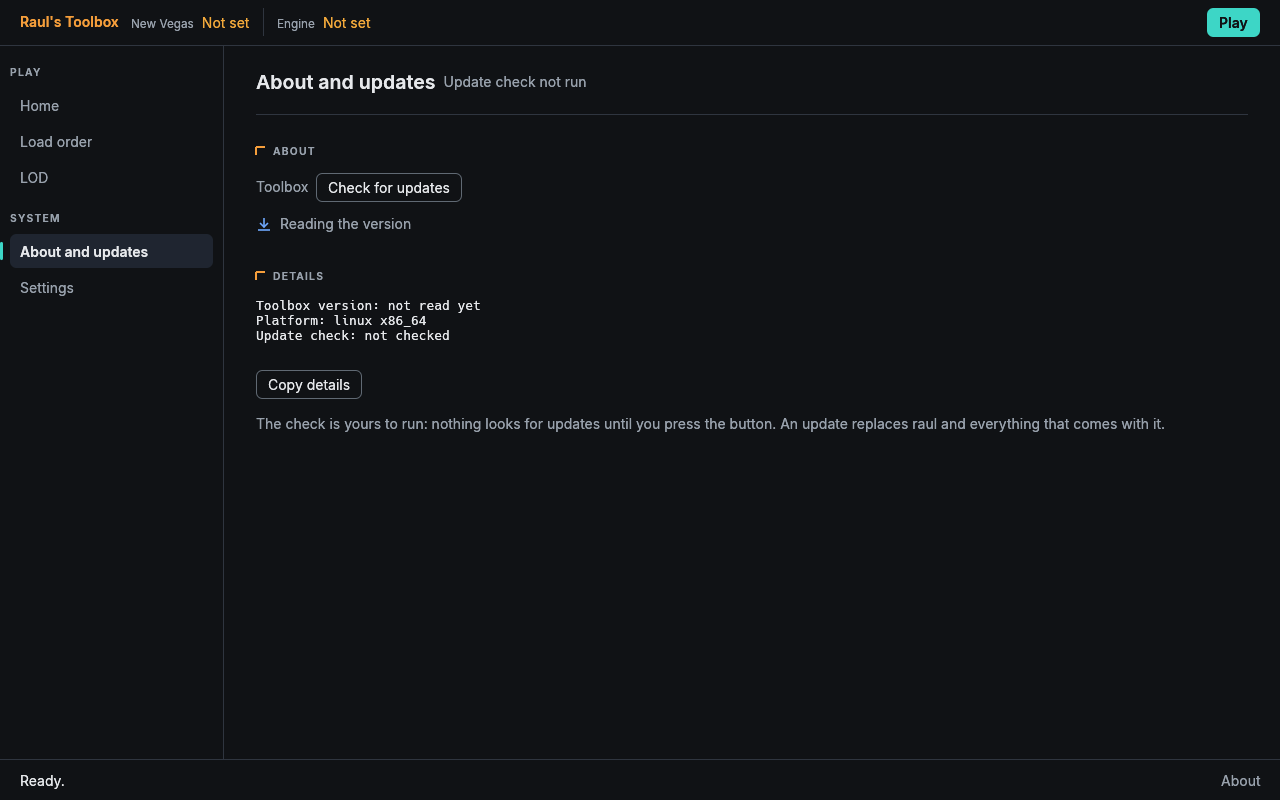 Raul's Toolbox New Vegas Not set Engine Not set Play
PLAY
Home
Load order
LOD
SYSTEM
About and updates
Settings
About and updates Update check not run
ABOUT
Toolbox Check for updates
Reading the version
DETAILS
Toolbox version: not read yet
Platform: linux x86_64
Update check: not checked
Copy details
The check is yours to run: nothing looks for updates until you press the button. An update replaces raul and everything that comes with it.
Ready. About